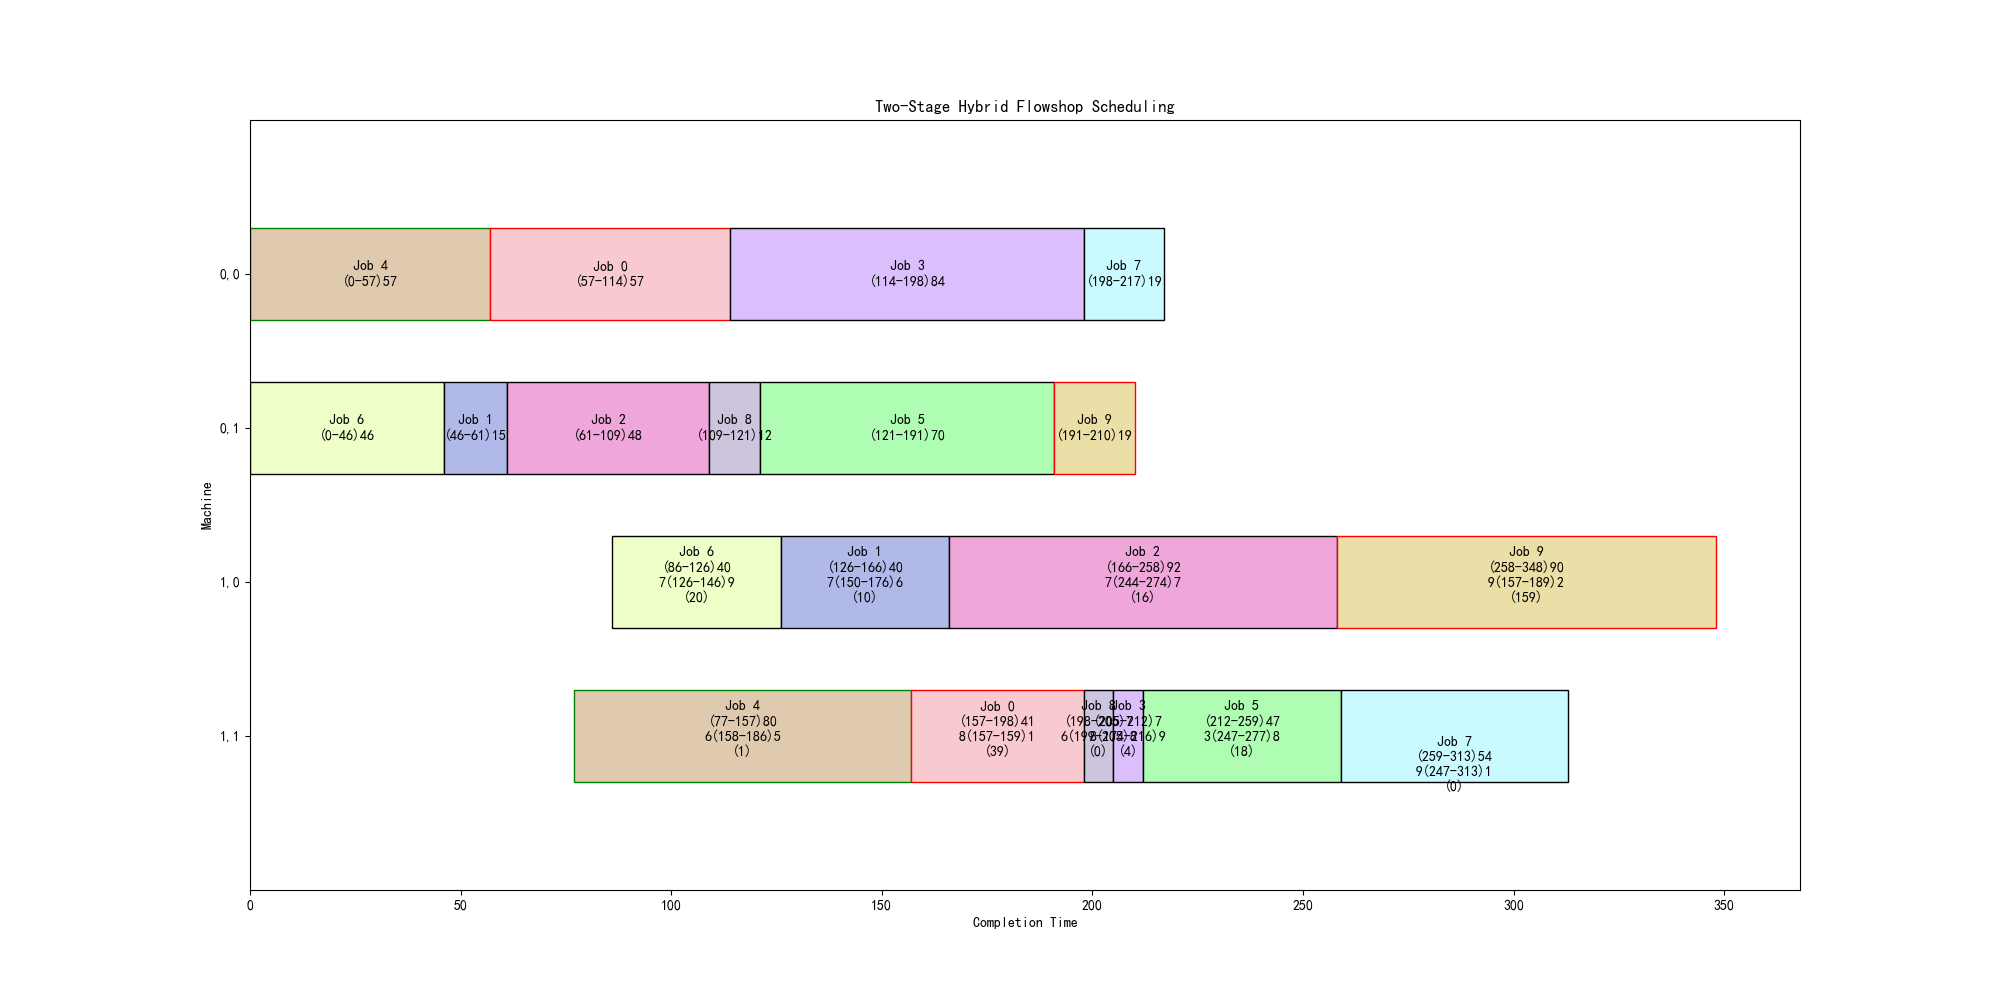 Two-Stage Hybrid Flowshop Scheduling
Machine
0,0
Job 4
(0-57)57
Job 0
(57-114)57
Job 3
(114-198)84
Job 7
(198-217)19
0,1
Job 6
(0-46)46
Job 1
(46-61)15
Job 2
(61-109)48
Job 8
(109-121)12
Job 5
(121-191)70
Job 9
(191-210)19
1,0
Job 6
(86-126)40
7(126-146)9
(20)
Job 1
(126-166)40
7(150-176)6
(10)
Job 2
(166-258)92
7(244-274)7
(16)
Job 9
(258-348)90
9(157-189)2
(159)
1,1
Job 4
(77-157)80
6(158-186)5
(1)
Job 0
(157-198)41
8(157-159)1
(39)
Job 8
(198-205)7
(0)
Job 3
(205-212)7
(4)
Job 5
(212-259)47
3(247-277)8
(18)
Job 7
(259-313)54
9(247-313)1
(0)
0
50
100
150
200
250
300
350
Completion Time